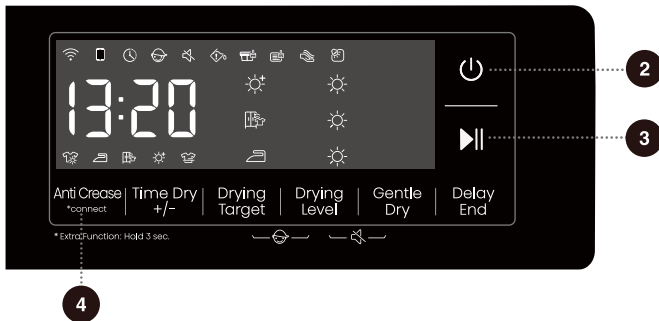 13:20
2
3
Anti Crease
*connect
Time Dry
+/-
Drying
Target
Drying
Level
Gentle
Dry
Delay
End
* Extra Function: Hold 3 sec.
4